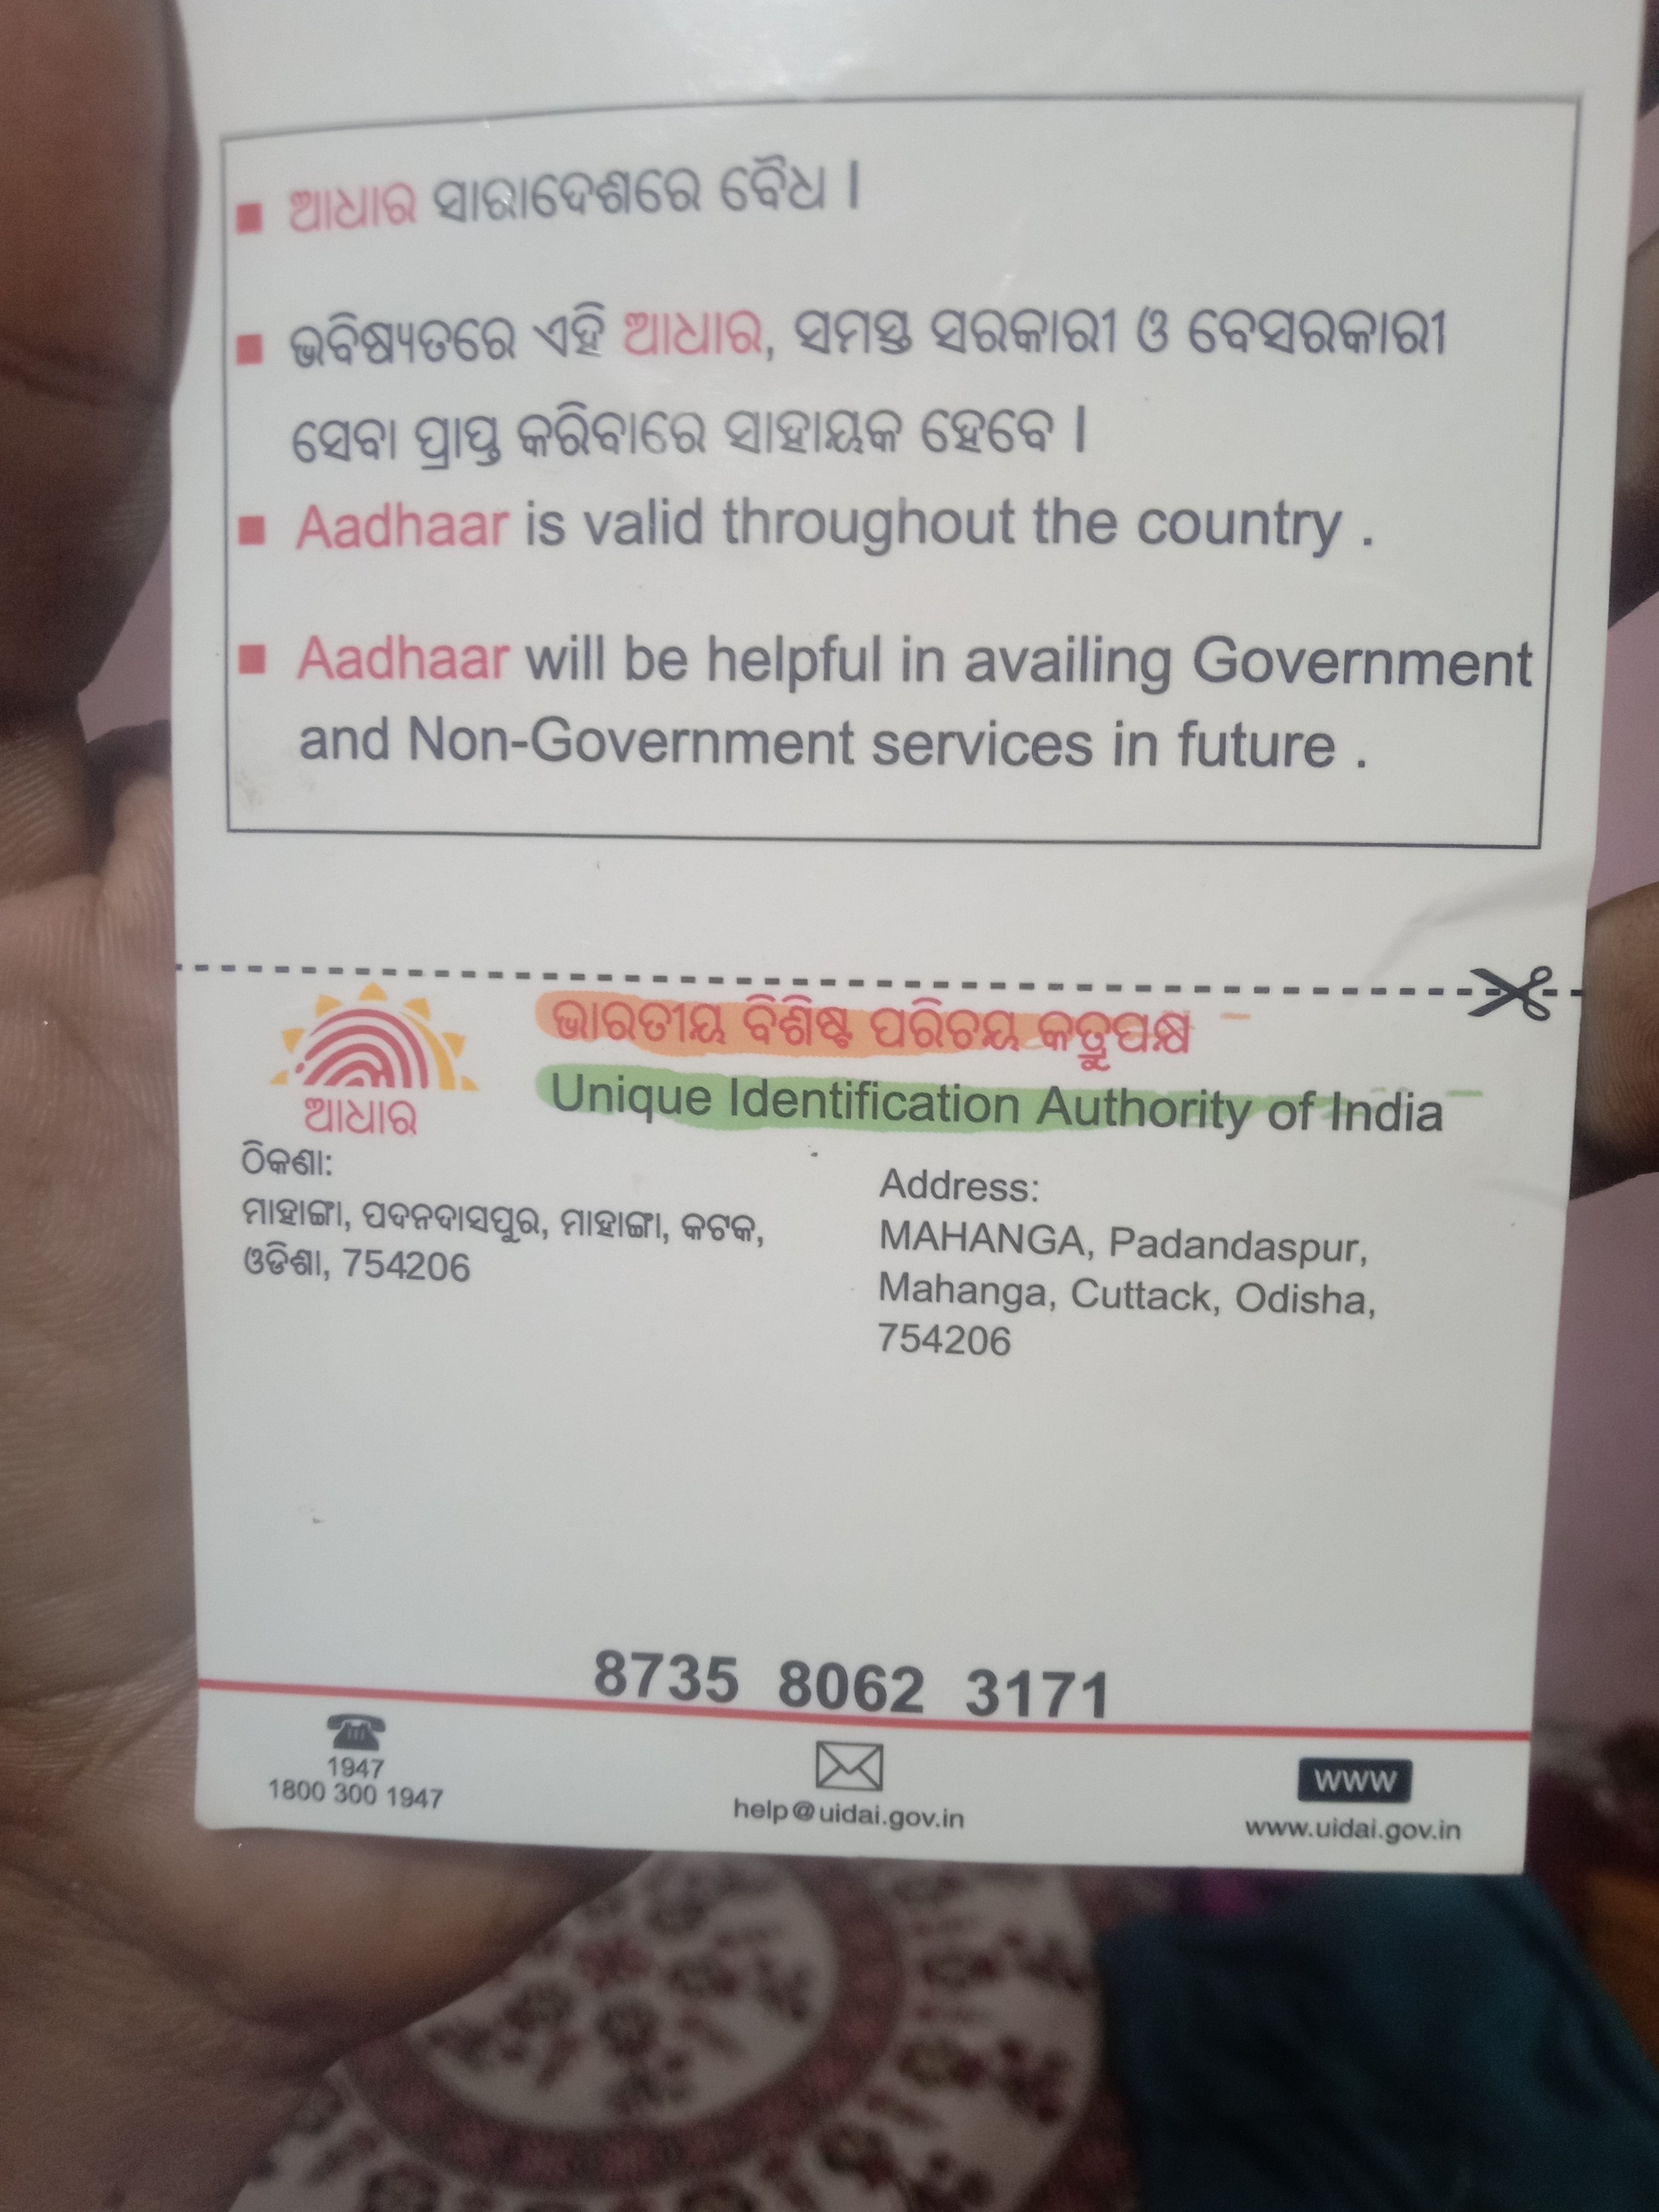 ■ ଆଧାର ସାରାଦେଶରେ ବୈଧ ।
■ ଭବିଷ୍ୟତରେ ଏହି ଆଧାର, ସମସ୍ତ ସରକାରୀ ଓ ବେସରକାରୀ
ସେବା ପ୍ରାପ୍ତ କରିବାରେ ସାହାୟକ ହେବେ ।
■ Aadhaar is valid throughout the country .
■ Aadhaar will be helpful in availing Government
and Non-Government services in future .
ଭାରତୀୟ ବିଶିଷ୍ଟ ପରିଚୟ କତ୍ରୁପକ୍ଷ
Unique Identification Authority of India
ଆଧାର
ଠିକଣା:
ମାହାଙ୍ଗା, ପଦନଦାସପୁର, ମାହାଙ୍ଗା, କଟକ,
ଓଡିଶା, 754206
Address:
MAHANGA, Padandaspur,
Mahanga, Cuttack, Odisha,
754206
8735 8062 3171
1947
1800 300 1947
help@uidai.gov.in
www
www.uidai.gov.in